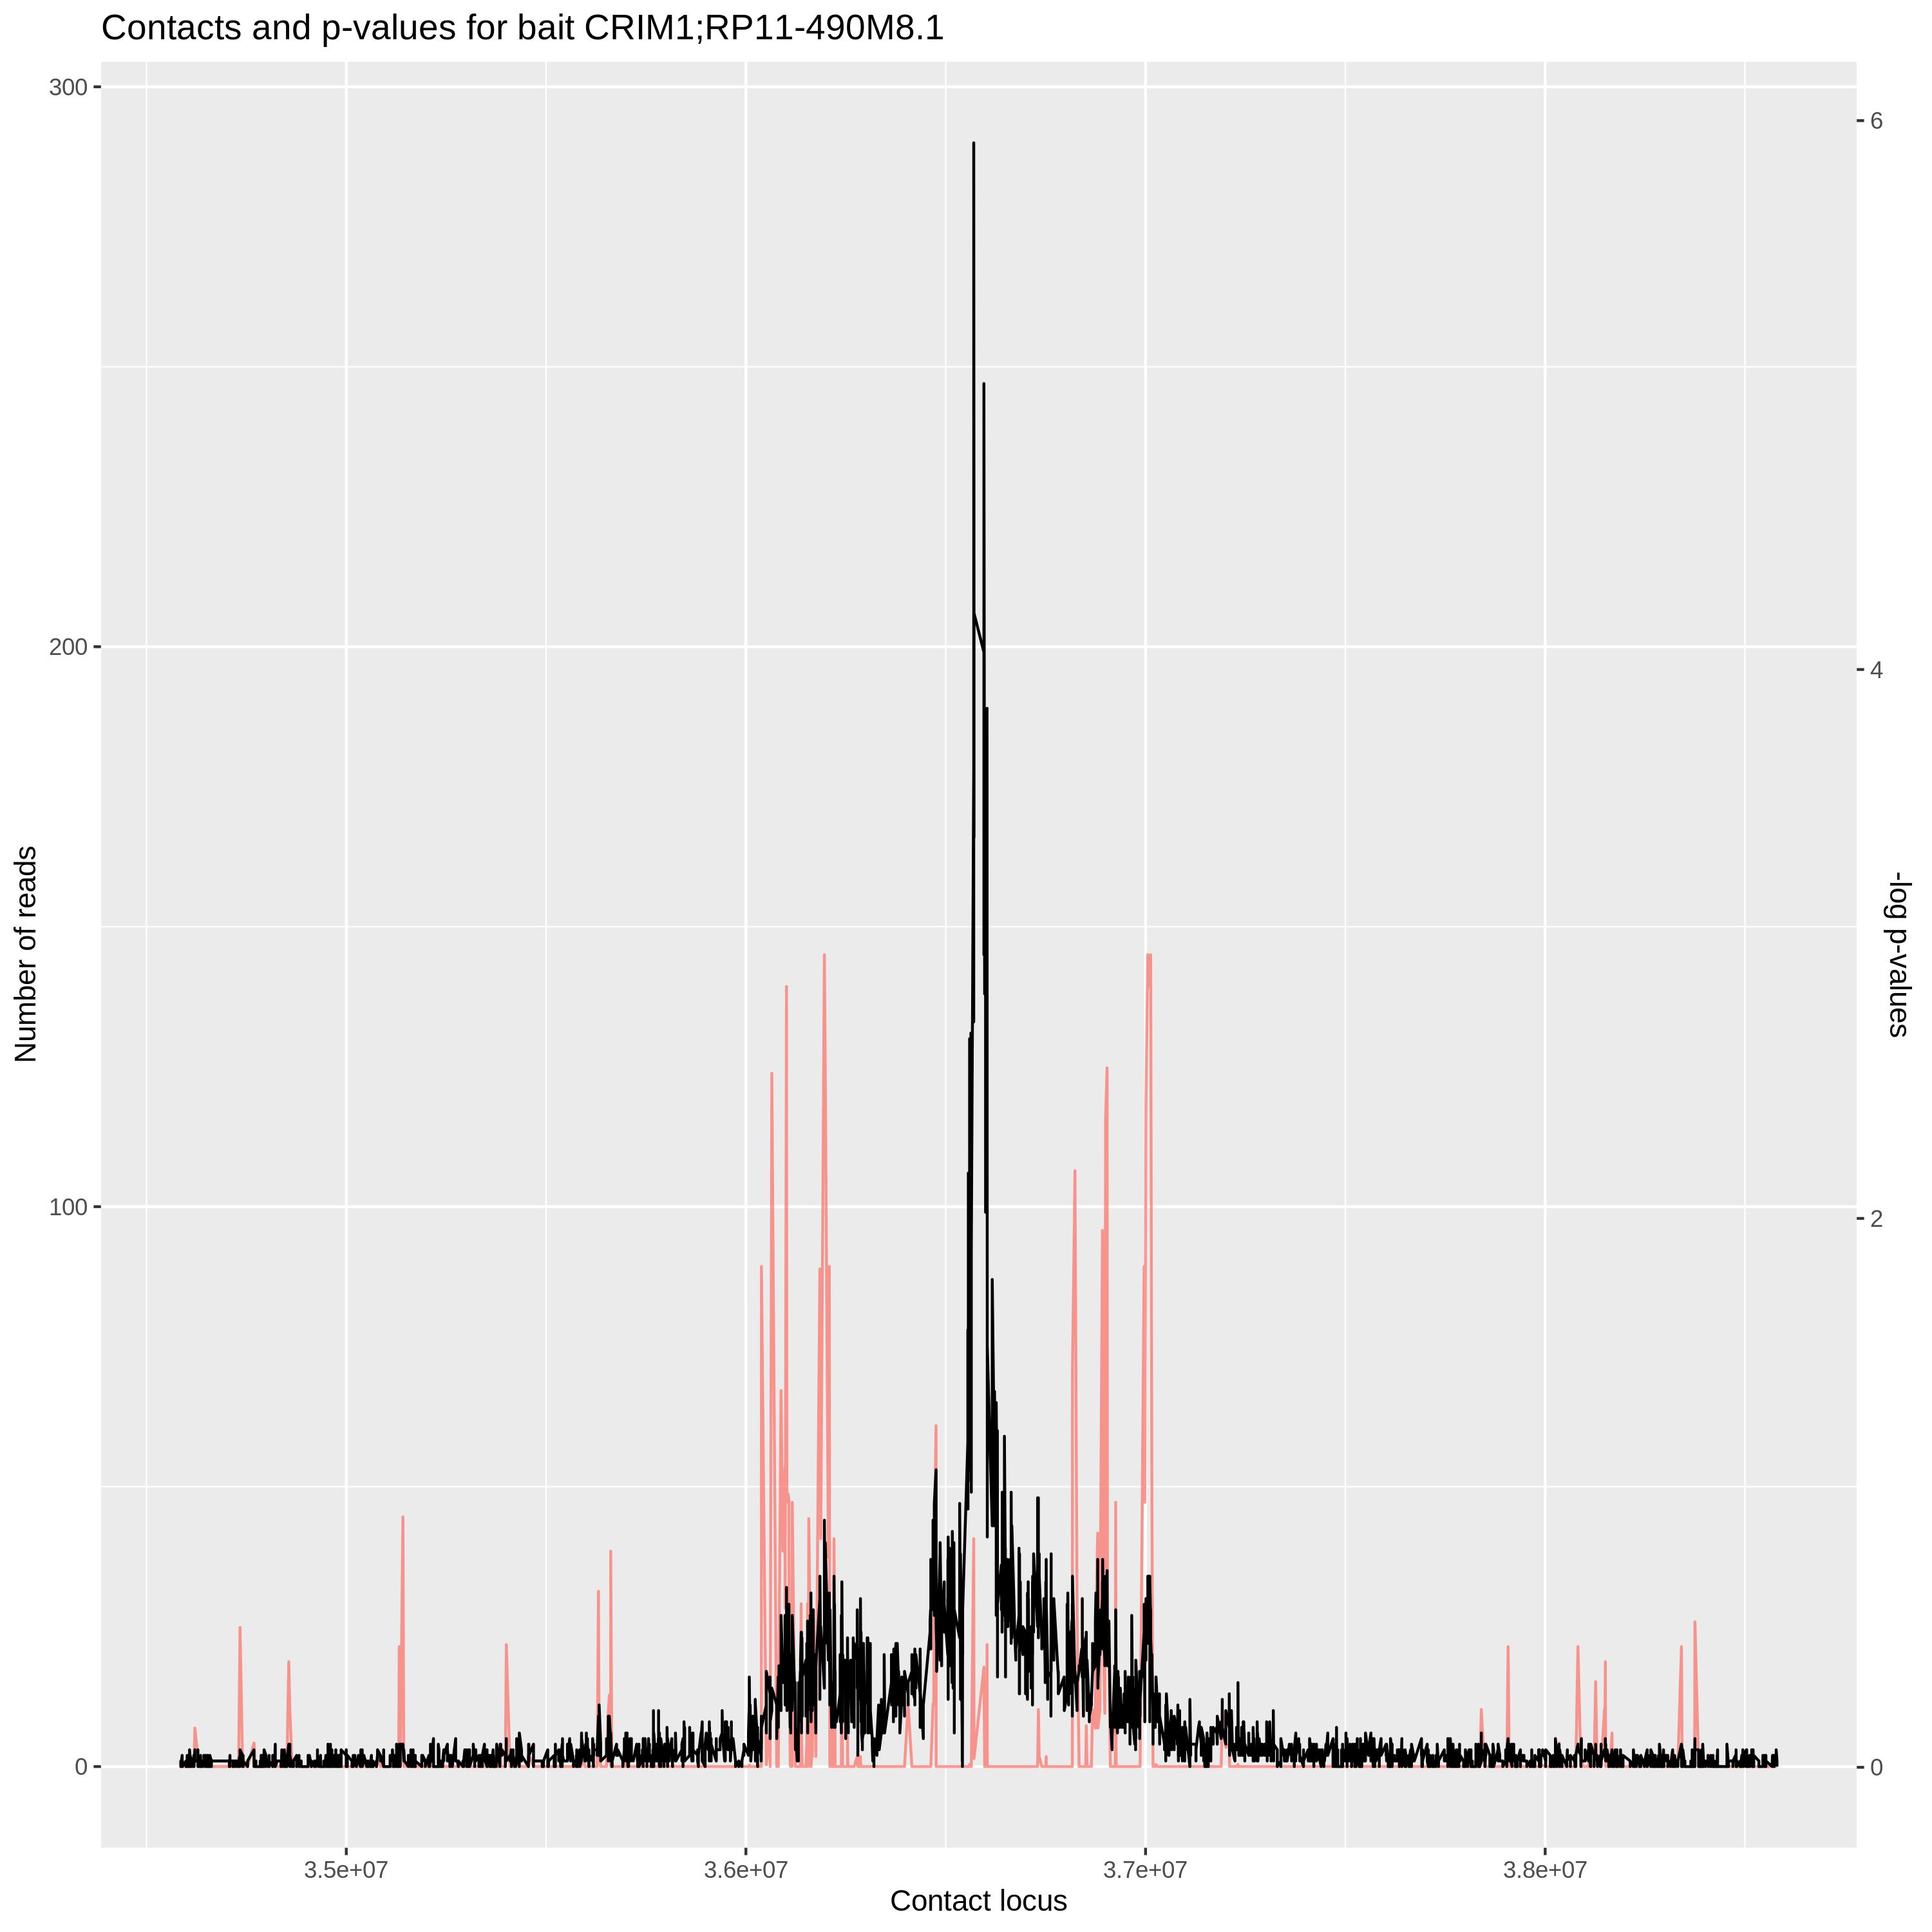 Contacts and p-values for bait CRIM1;RP11-490M8.1
300
200
100
0
Number of reads
6
4
2
0
-log p-values
3.5e+07
3.6e+07
3.7e+07
3.8e+07
Contact locus